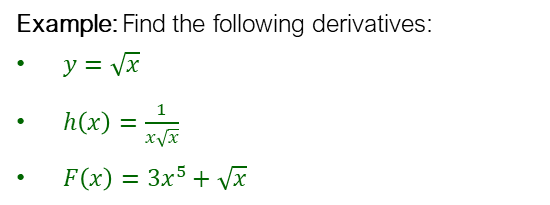 Example: Find the following derivatives:
• y = √x
• h(x) = 1/(x√x)
• F(x) = 3x⁵ + √x